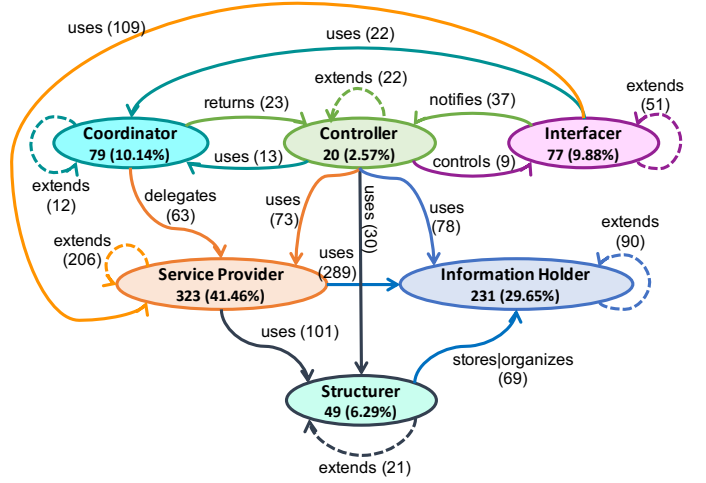 uses (109)
uses (22)
extends (22)
extends
(51)
returns (23)
notifies (37)
Coordinator
79 (10.14%)
Controller
20 (2.57%)
Interfacer
77 (9.88%)
uses (13)
controls (9)
extends
(12)
delegates
(63)
uses
(73)
uses (30)
uses
(78)
extends
(90)
extends
(206)
uses
(289)
Service Provider
323 (41.46%)
Information Holder
231 (29.65%)
uses (101)
stores|organizes
(69)
Structurer
49 (6.29%)
extends (21)